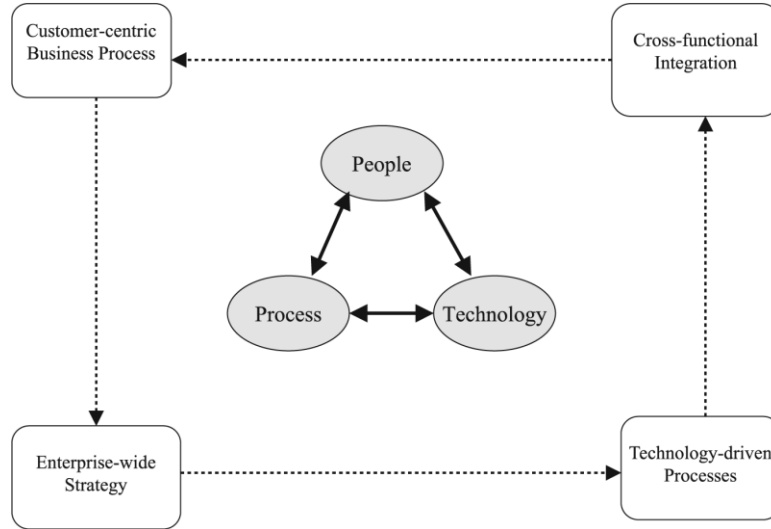 Customer-centric
Business Process
Cross-functional
Integration
People
Process
Technology
Enterprise-wide
Strategy
Technology-driven
Processes